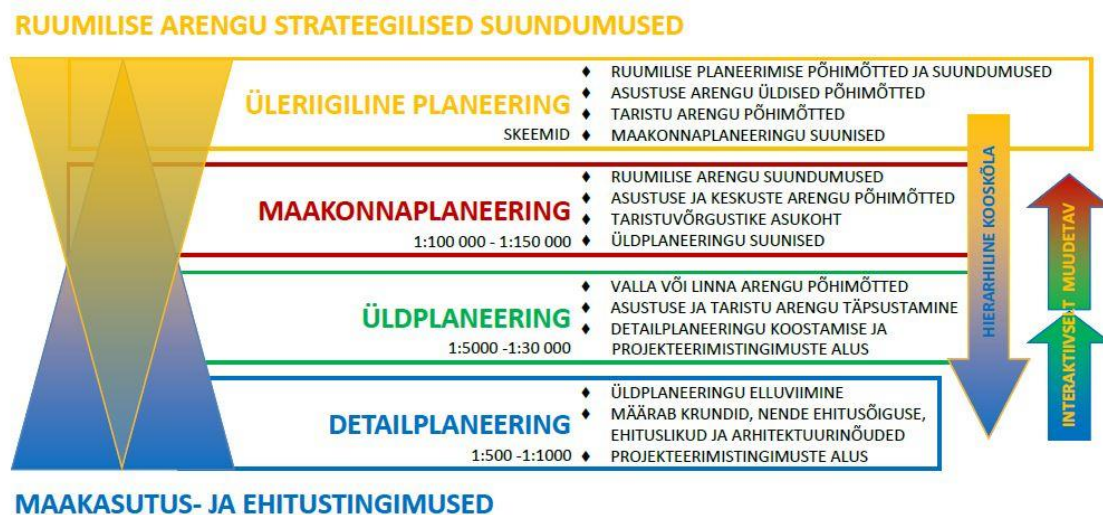 RUUMILISE ARENGU STRATEEGILISED SUUNDUMUSED
ÜLERIIGILINE PLANEERING
SKEEMID
♦ RUUMILISE PLANEERIMISE PÕHIMÕTTED JA SUUNDUMUSED
♦ ASUSTUSE ARENGU ÜLDISED PÕHIMÕTTED
♦ TARISTU ARENGU PÕHIMÕTTED
♦ MAAKONNAPLANEERINGU SUUNISED
MAAKONNAPLANEERING
1:100 000 - 1:150 000
♦ RUUMILISE ARENGU SUUNDUMUSED
♦ ASUSTUSE JA KESKUSTE ARENGU PÕHIMÕTTED
♦ TARISTUVÕRGUSTIKE ASUKOHT
♦ ÜLDPLANEERINGU SUUNISED
ÜLDPLANEERING
1:5000 -1:30 000
♦ VALLA VÕI LINNA ARENGU PÕHIMÕTTED
♦ ASUSTUSE JA TARISTU ARENGU TÄPSUSTAMINE
♦ DETAILPLANEERINGU KOOSTAMISE JA
PROJEKTEERIMISTINGIMUSTE ALUS
DETAILPLANEERING
1:500 -1:1000
♦ ÜLDPLANEERINGU ELLUVIIMINE
♦ MÄÄRAB KRUNDID, NENDE EHITUSÕIGUSE,
EHITUSLIKUD JA ARHITEKTUURINÕUDED
♦ PROJEKTEERIMISTINGIMUSTE ALUS
HIERARHILINE KOOSKÕLA
INTERAKTIIVSELT MUUDETAV
MAAKASUTUS- JA EHITUSTINGIMUSED